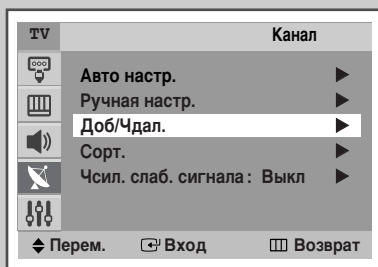 TV Канал
Авто настр.
Ручная настр.
Доб/Чдал.
Сорт.
Чсил. слаб. сигнала : Выкл
Перем. Вход Возврат